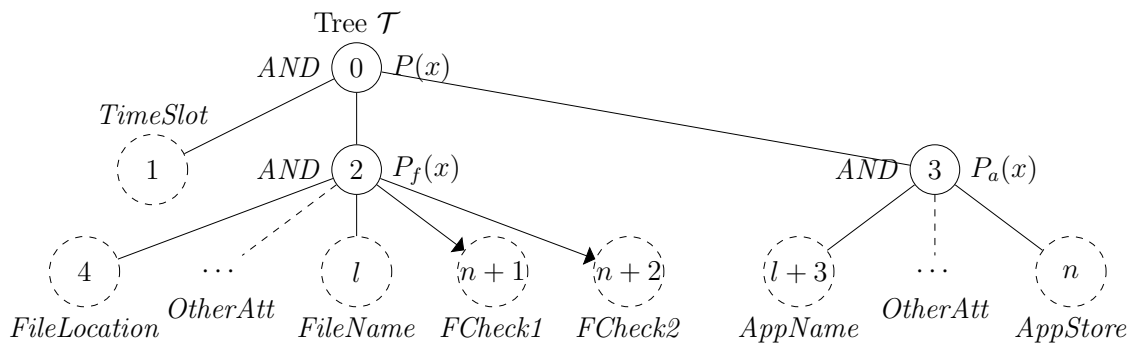 Tree 𝒯
AND 0 P(x)
TimeSlot
1 AND 2 P_f(x) AND 3 P_a(x)
4 ⋯ l n + 1 n + 2 l + 3 ⋯ n
FileLocation OtherAtt FileName FCheck1 FCheck2 AppName OtherAtt AppStore